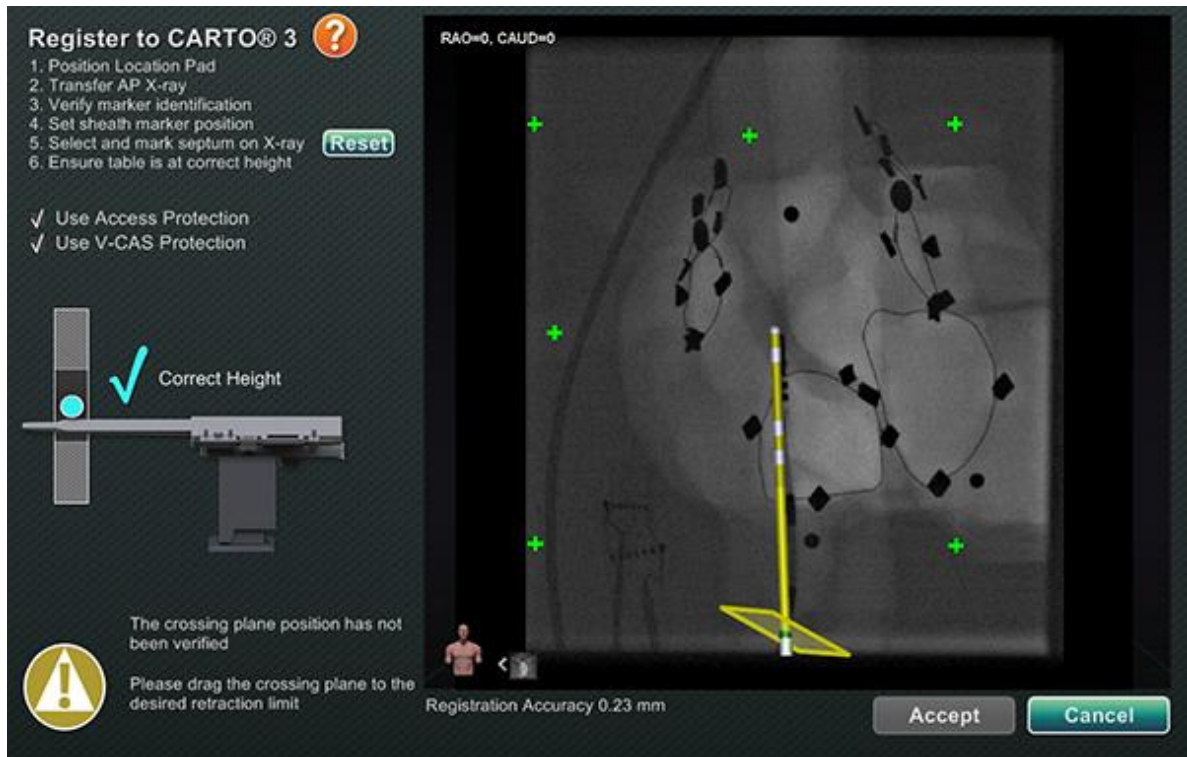 Register to CARTO® 3 ?
1. Position Location Pad
2. Transfer AP X-ray
3. Verify marker identification
4. Set sheath marker position
5. Select and mark septum on X-ray
Reset
6. Ensure table is at correct height
√ Use Access Protection
√ Use V-CAS Protection
Correct Height
The crossing plane position has not
been verified
Please drag the crossing plane to the
desired retraction limit
RAO=0, CAUD=0
Registration Accuracy 0.23 mm
Accept
Cancel